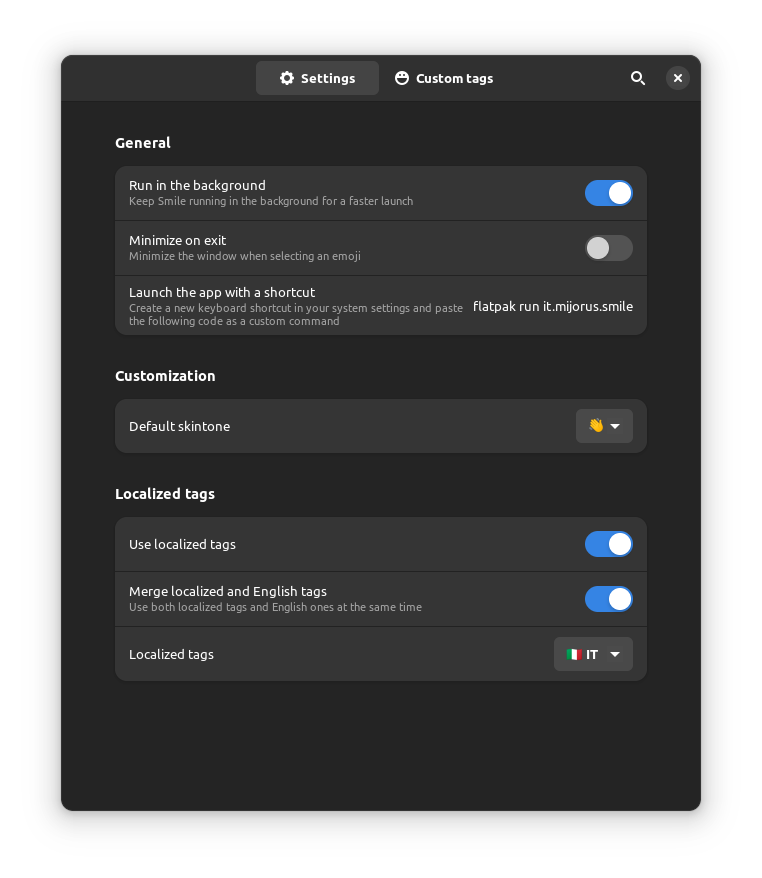 Settings
Custom tags
General
Run in the background
Keep Smile running in the background for a faster launch
Minimize on exit
Minimize the window when selecting an emoji
Launch the app with a shortcut
Create a new keyboard shortcut in your system settings and paste
the following code as a custom command
flatpak run it.mijorus.smile
Customization
Default skintone
Localized tags
Use localized tags
Merge localized and English tags
Use both localized tags and English ones at the same time
Localized tags
IT